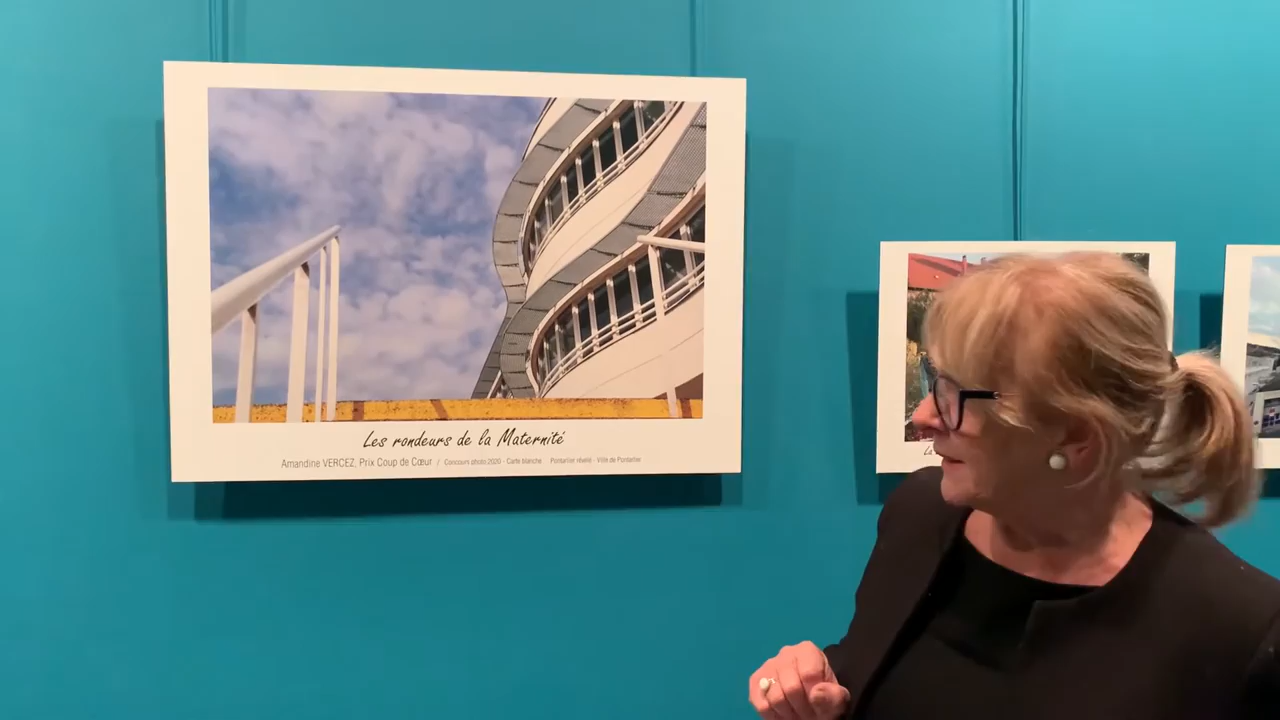 Les rondeurs de la Maternité
Amandine VERCEZ, Prix Coup de Cœur / Concours photo 2020 - Carte blanche Pontarlier révélé - Ville de Pontarlier